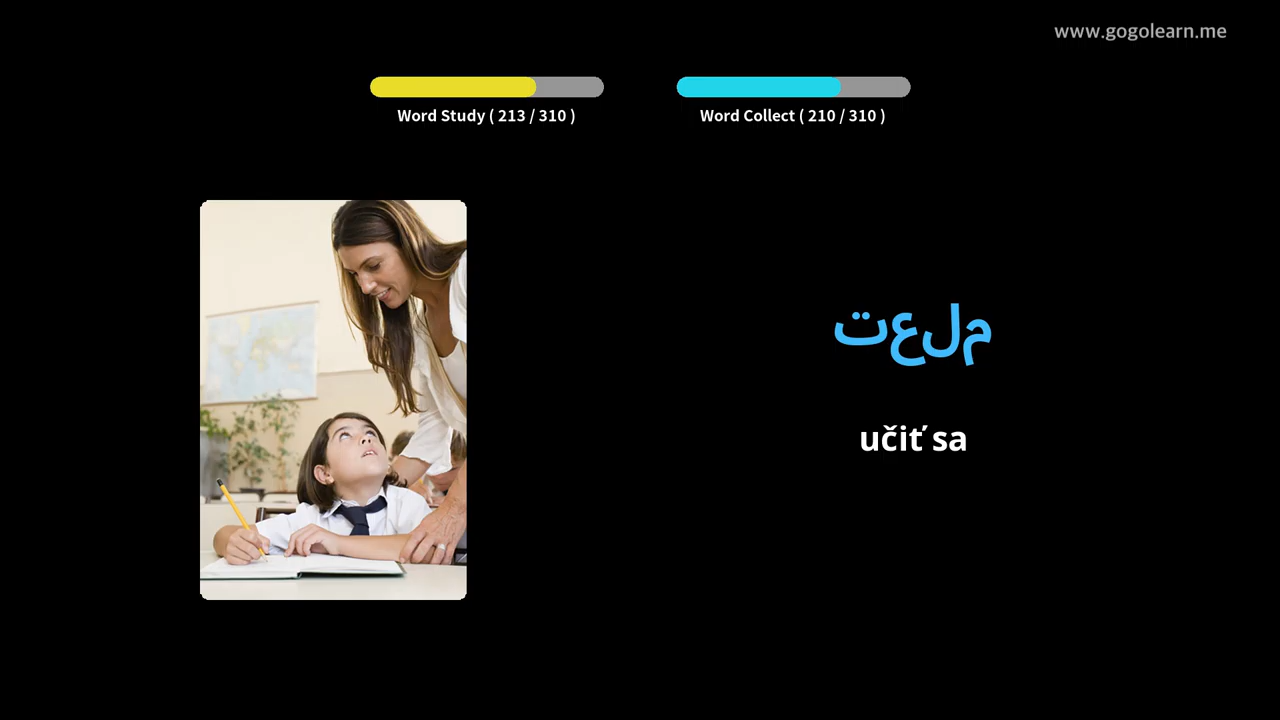 www.gogolearn.me
Word Study ( 213 / 310 )
Word Collect ( 210 / 310 )
تعلم
učiť sa